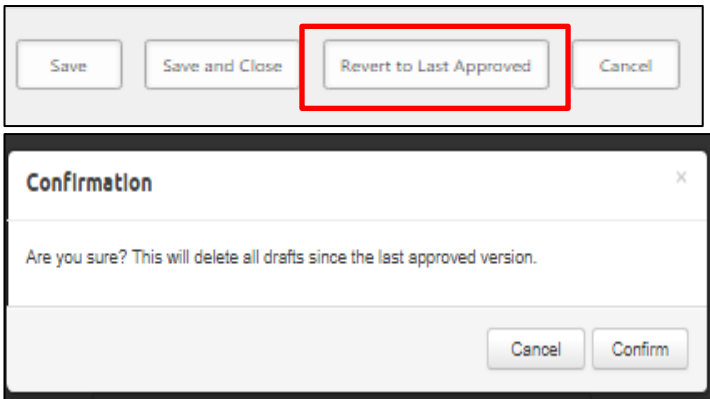 Save Save and Close Revert to Last Approved Cancel
Confirmation ×
Are you sure? This will delete all drafts since the last approved version.
Cancel Confirm